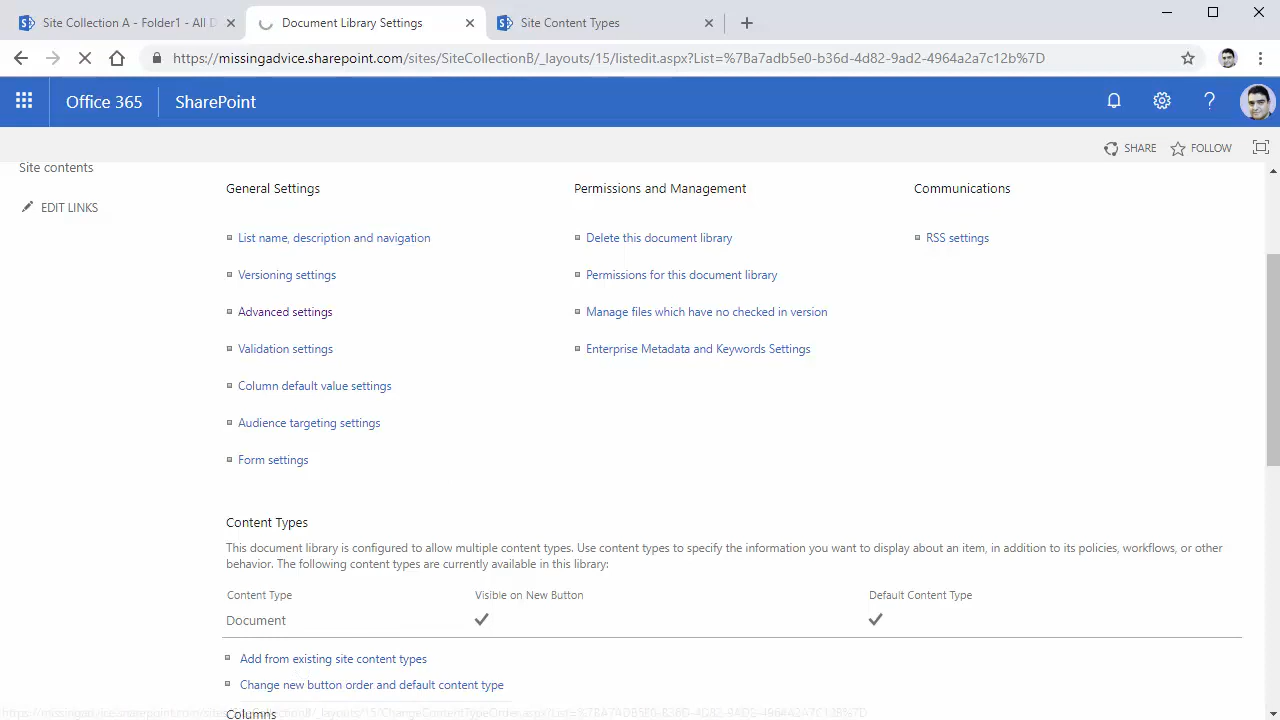 Site Collection A - Folder1 - All D
Document Library Settings
Site Content Types
https://missingadvice.sharepoint.com/sites/SiteCollectionB/_layouts/15/listedit.aspx?List=%7Ba7adb5e0-b36d-4d82-9ad2-4964a2a7c12b%7D
Office 365
SharePoint
SHARE
FOLLOW
Site contents
EDIT LINKS
General Settings
Permissions and Management
Communications
List name, description and navigation
Delete this document library
RSS settings
Versioning settings
Permissions for this document library
Advanced settings
Manage files which have no checked in version
Validation settings
Enterprise Metadata and Keywords Settings
Column default value settings
Audience targeting settings
Form settings
Content Types
This document library is configured to allow multiple content types. Use content types to specify the information you want to display about an item, in addition to its policies, workflows, or other
behavior. The following content types are currently available in this library:
Content Type
Visible on New Button
Default Content Type
Document
Add from existing site content types
Change new button order and default content type
Columns